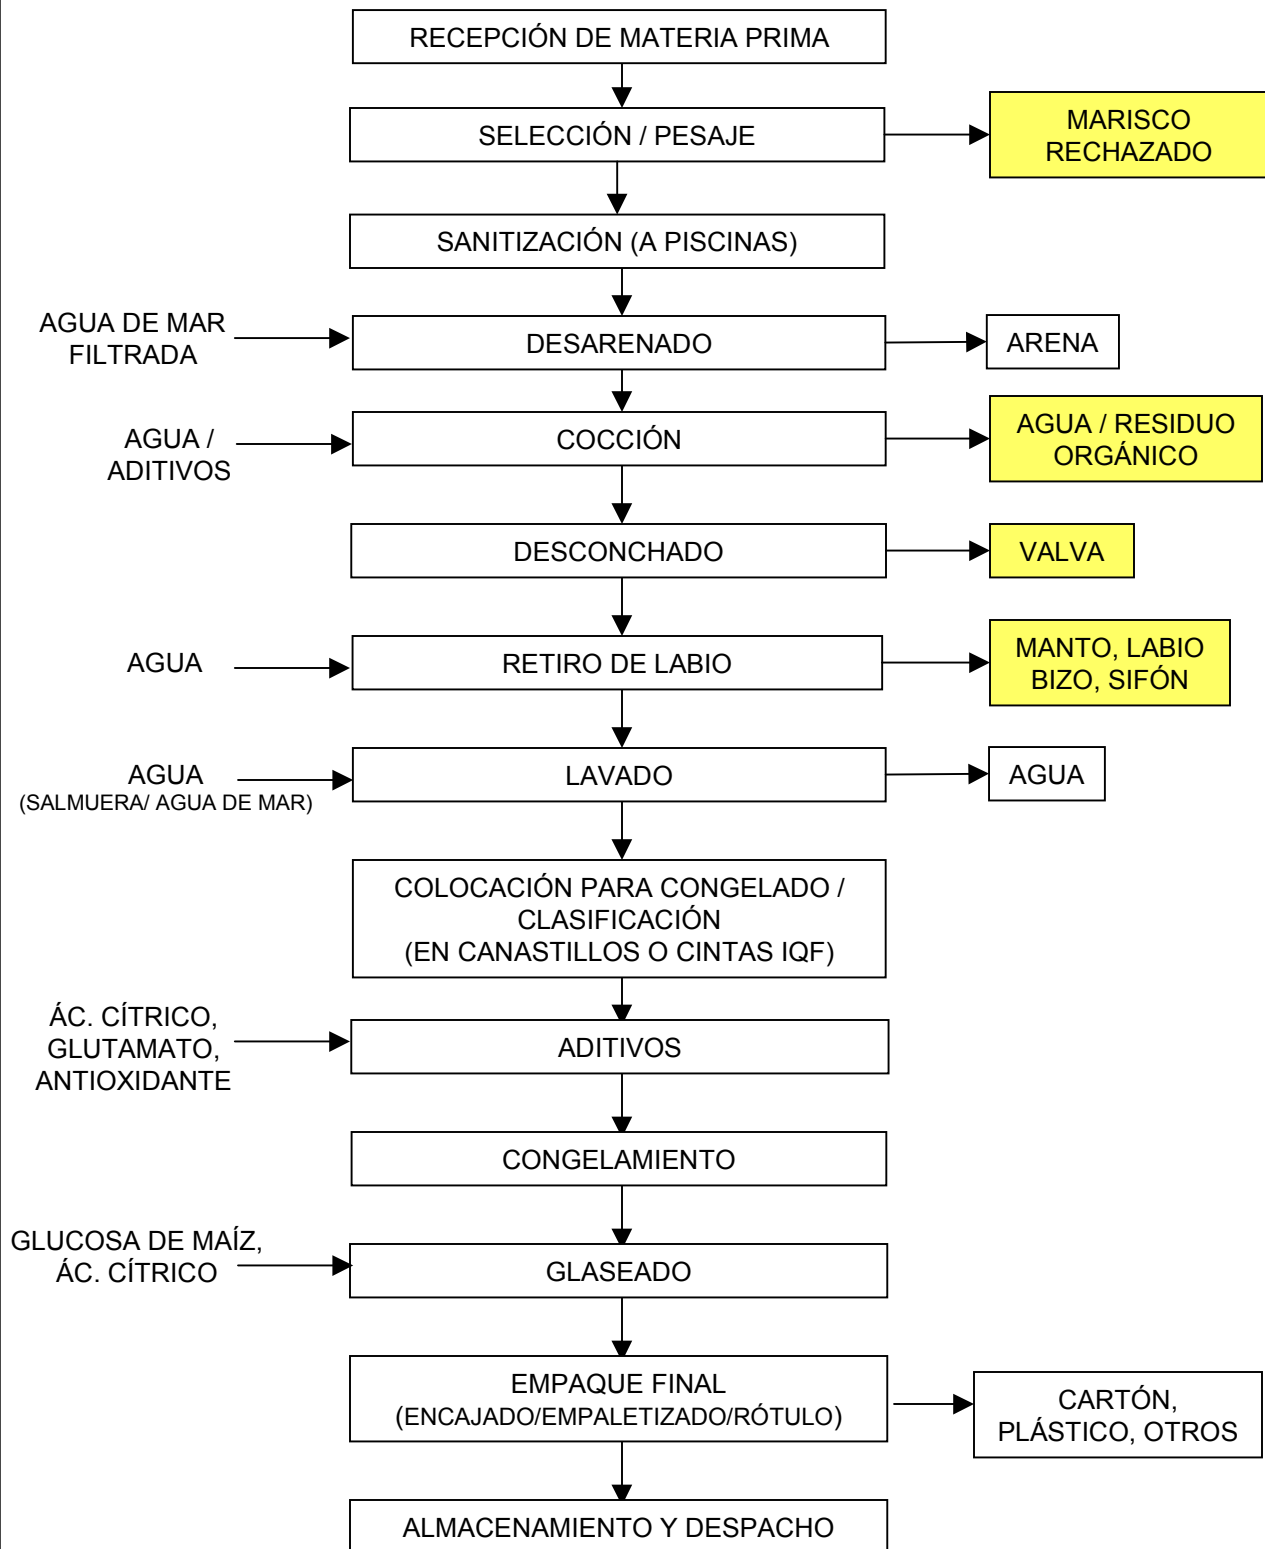 RECEPCIÓN DE MATERIA PRIMA
SELECCIÓN / PESAJE
MARISCO
RECHAZADO
SANITIZACIÓN (A PISCINAS)
AGUA DE MAR
FILTRADA
DESARENADO
ARENA
AGUA /
ADITIVOS
COCCIÓN
AGUA / RESIDUO
ORGÁNICO
DESCONCHADO
VALVA
AGUA
RETIRO DE LABIO
MANTO, LABIO
BIZO, SIFÓN
AGUA
(SALMUERA/ AGUA DE MAR)
LAVADO
AGUA
COLOCACIÓN PARA CONGELADO /
CLASIFICACIÓN
(EN CANASTILLOS O CINTAS IQF)
ÁC. CÍTRICO,
GLUTAMATO,
ANTIOXIDANTE
ADITIVOS
CONGELAMIENTO
GLUCOSA DE MAÍZ,
ÁC. CÍTRICO
GLASEADO
EMPAQUE FINAL
(ENCAJADO/EMPALETIZADO/RÓTULO)
CARTÓN,
PLÁSTICO, OTROS
ALMACENAMIENTO Y DESPACHO